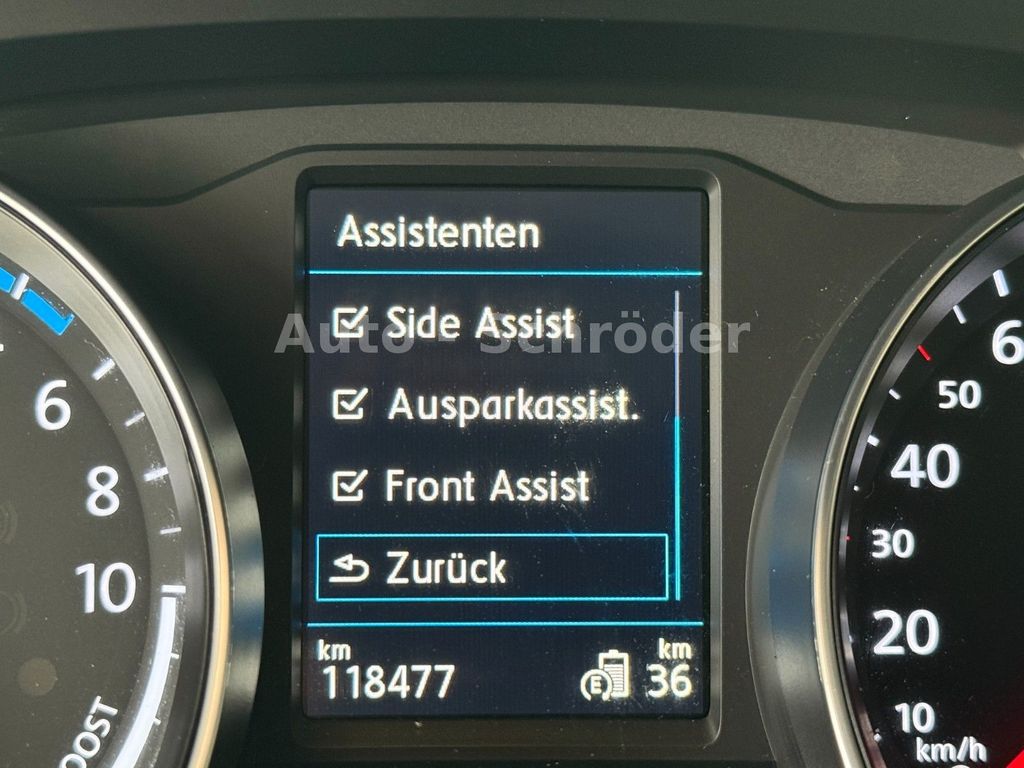 Assistenten
Side Assist
Auto - Schröder
Ausparkassist.
Front Assist
Zurück
km
118477
E
km
36
6
8
10
BOOST
6
50
40
30
20
10
km/h